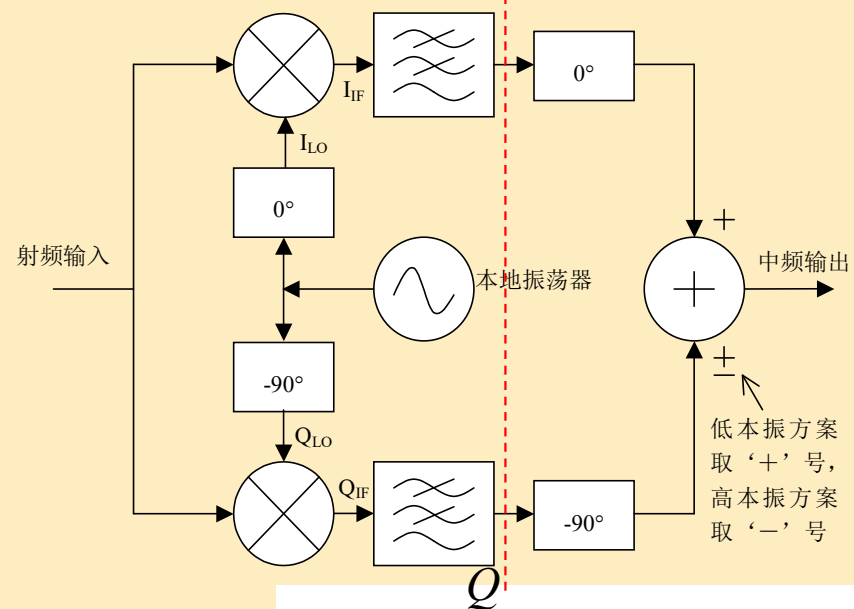 0°
I_IF
I_LO
0°
+
射频输入
本地振荡器
中频输出
+
-90°
±
Q_LO
低本振方案
取‘+’号，
高本振方案
取‘－’号
Q_IF
-90°
Q